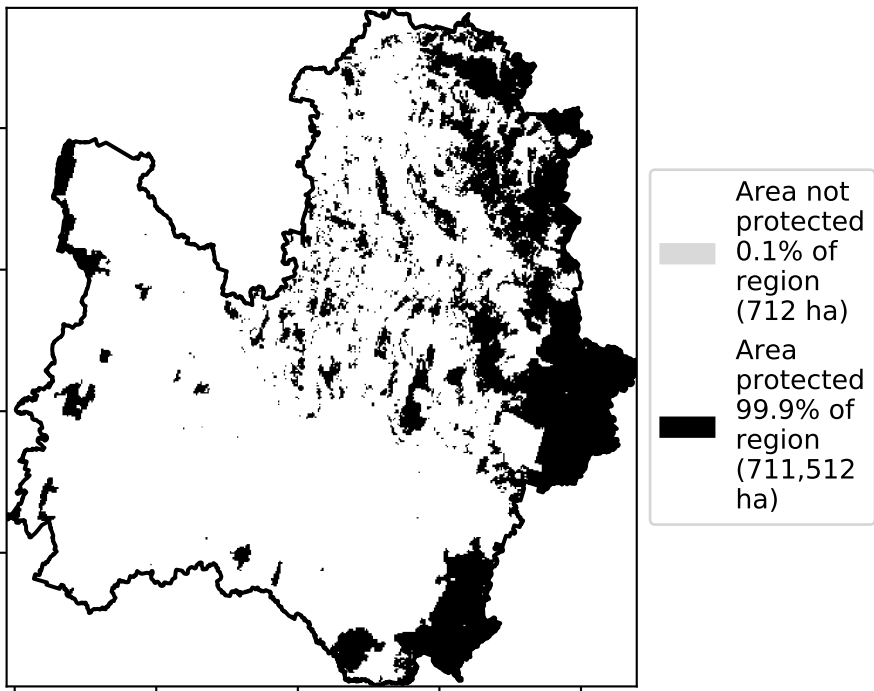 Area not
protected
0.1% of
region
(712 ha)
Area
protected
99.9% of
region
(711,512
ha)